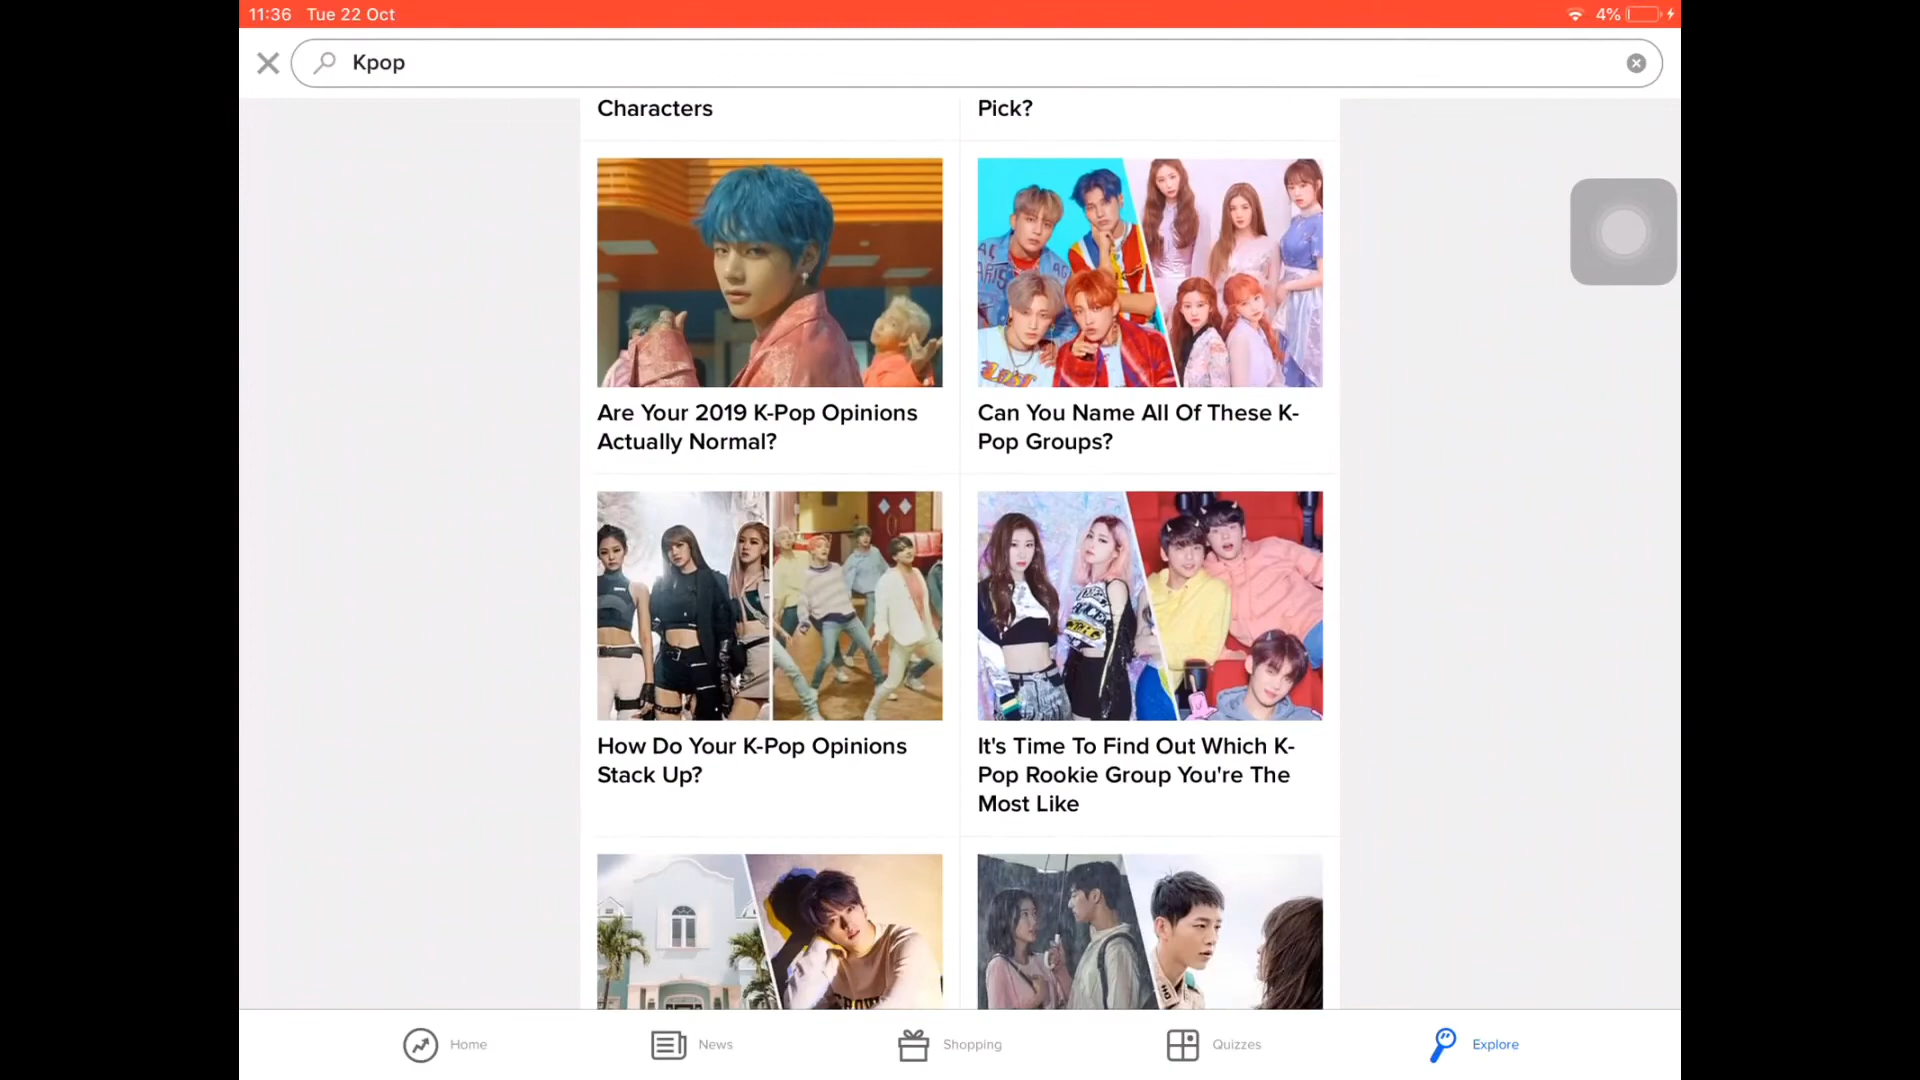 11:36 Tue 22 Oct
4%
Kpop
Characters
Pick?
Are Your 2019 K-Pop Opinions
Actually Normal?
Can You Name All Of These K-
Pop Groups?
How Do Your K-Pop Opinions
Stack Up?
It's Time To Find Out Which K-
Pop Rookie Group You're The
Most Like
Home
News
Shopping
Quizzes
Explore